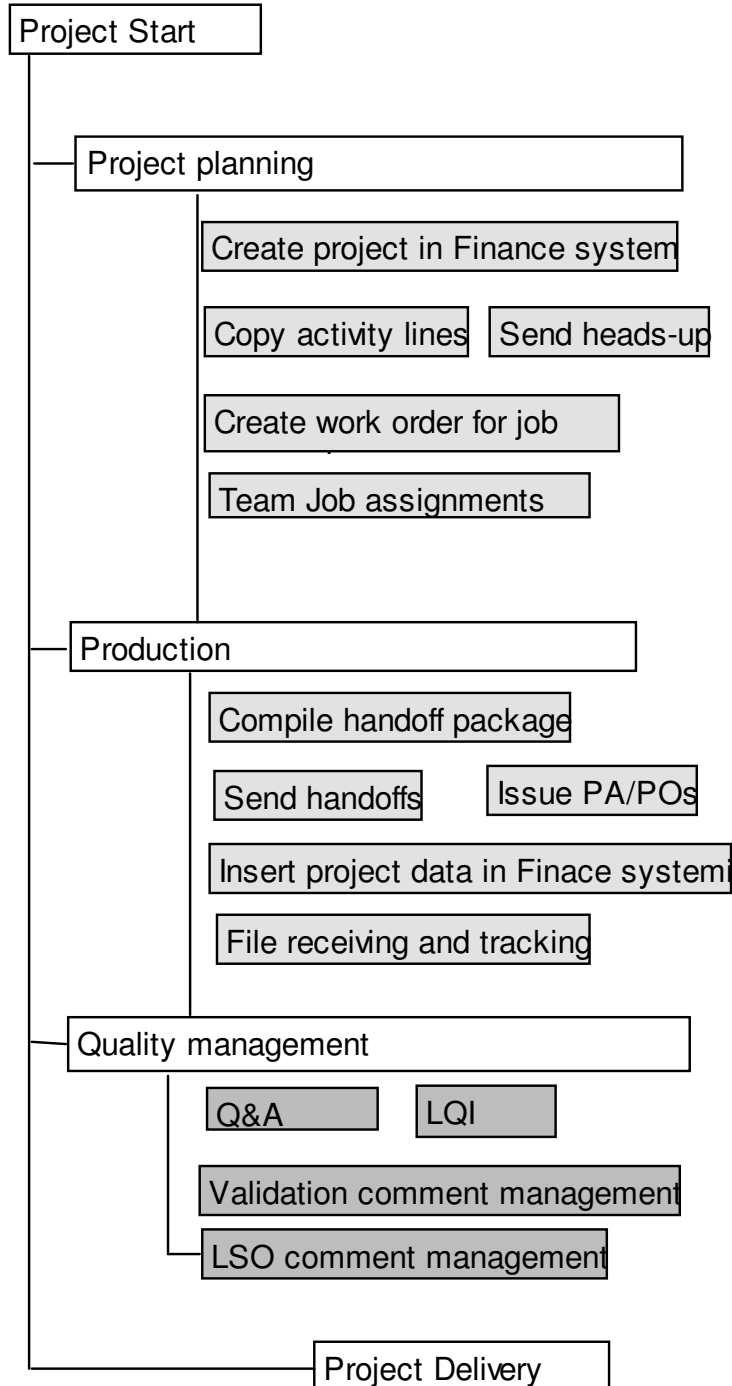 Project Start
Project planning
Create project in Finance system
Copy activity lines
Send heads-up
Create work order for job
Team Job assignments
Production
Compile handoff package
Send handoffs
Issue PA/POs
Insert project data in Finace systemi
File receiving and tracking
Quality management
Q&A
LQI
Validation comment management
LSO comment management
Project Delivery